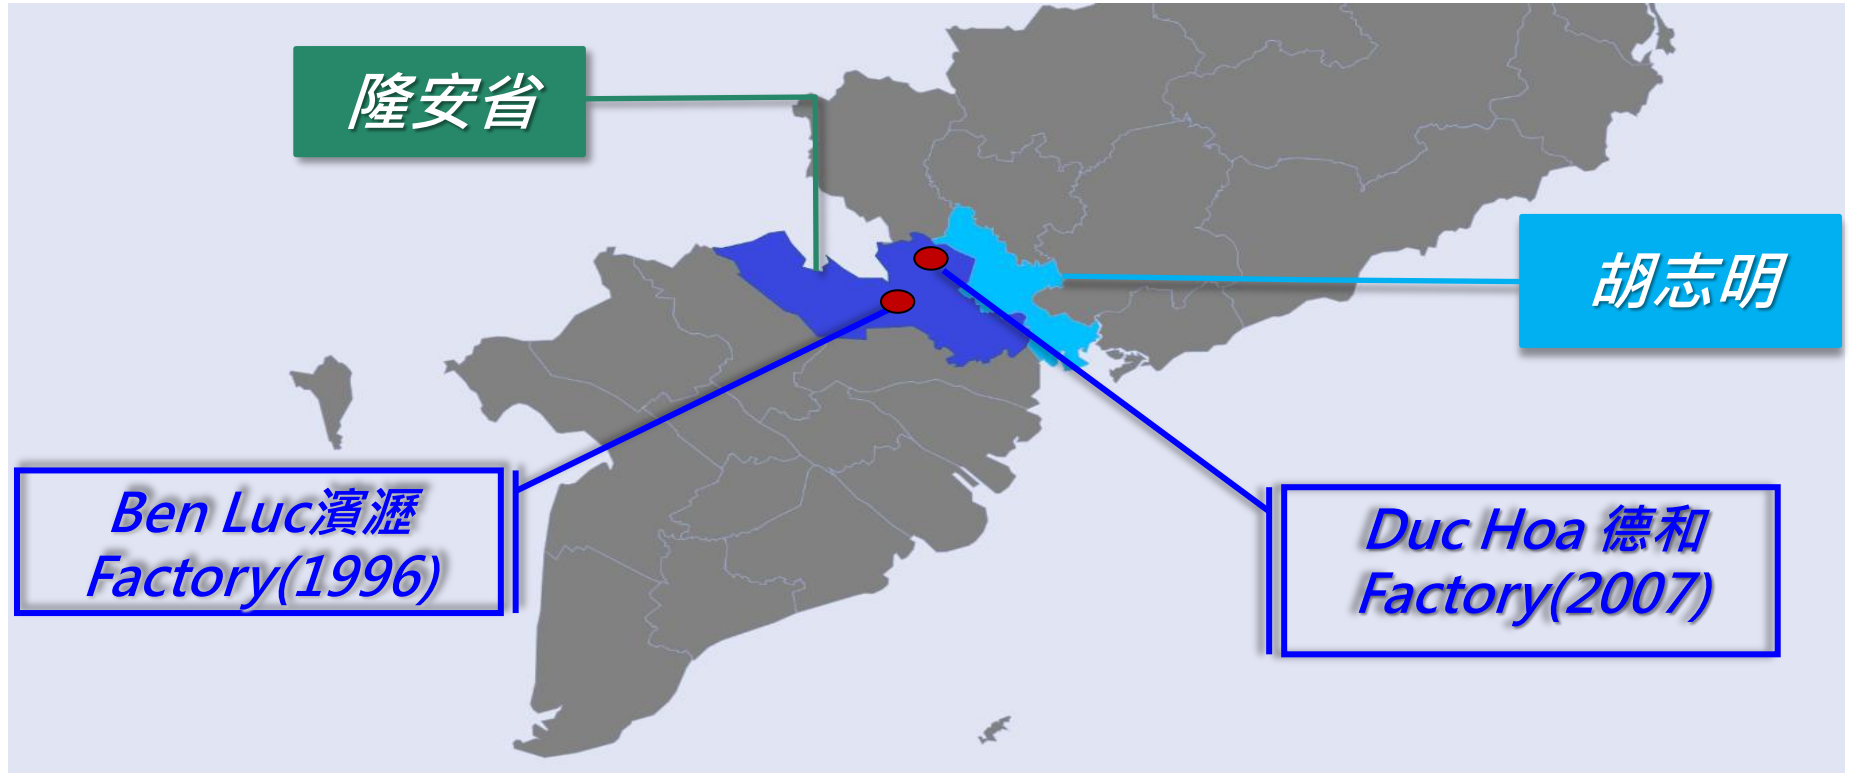 隆安省
胡志明
Ben Luc濱瀝
Factory(1996)
Duc Hoa 德和
Factory(2007)